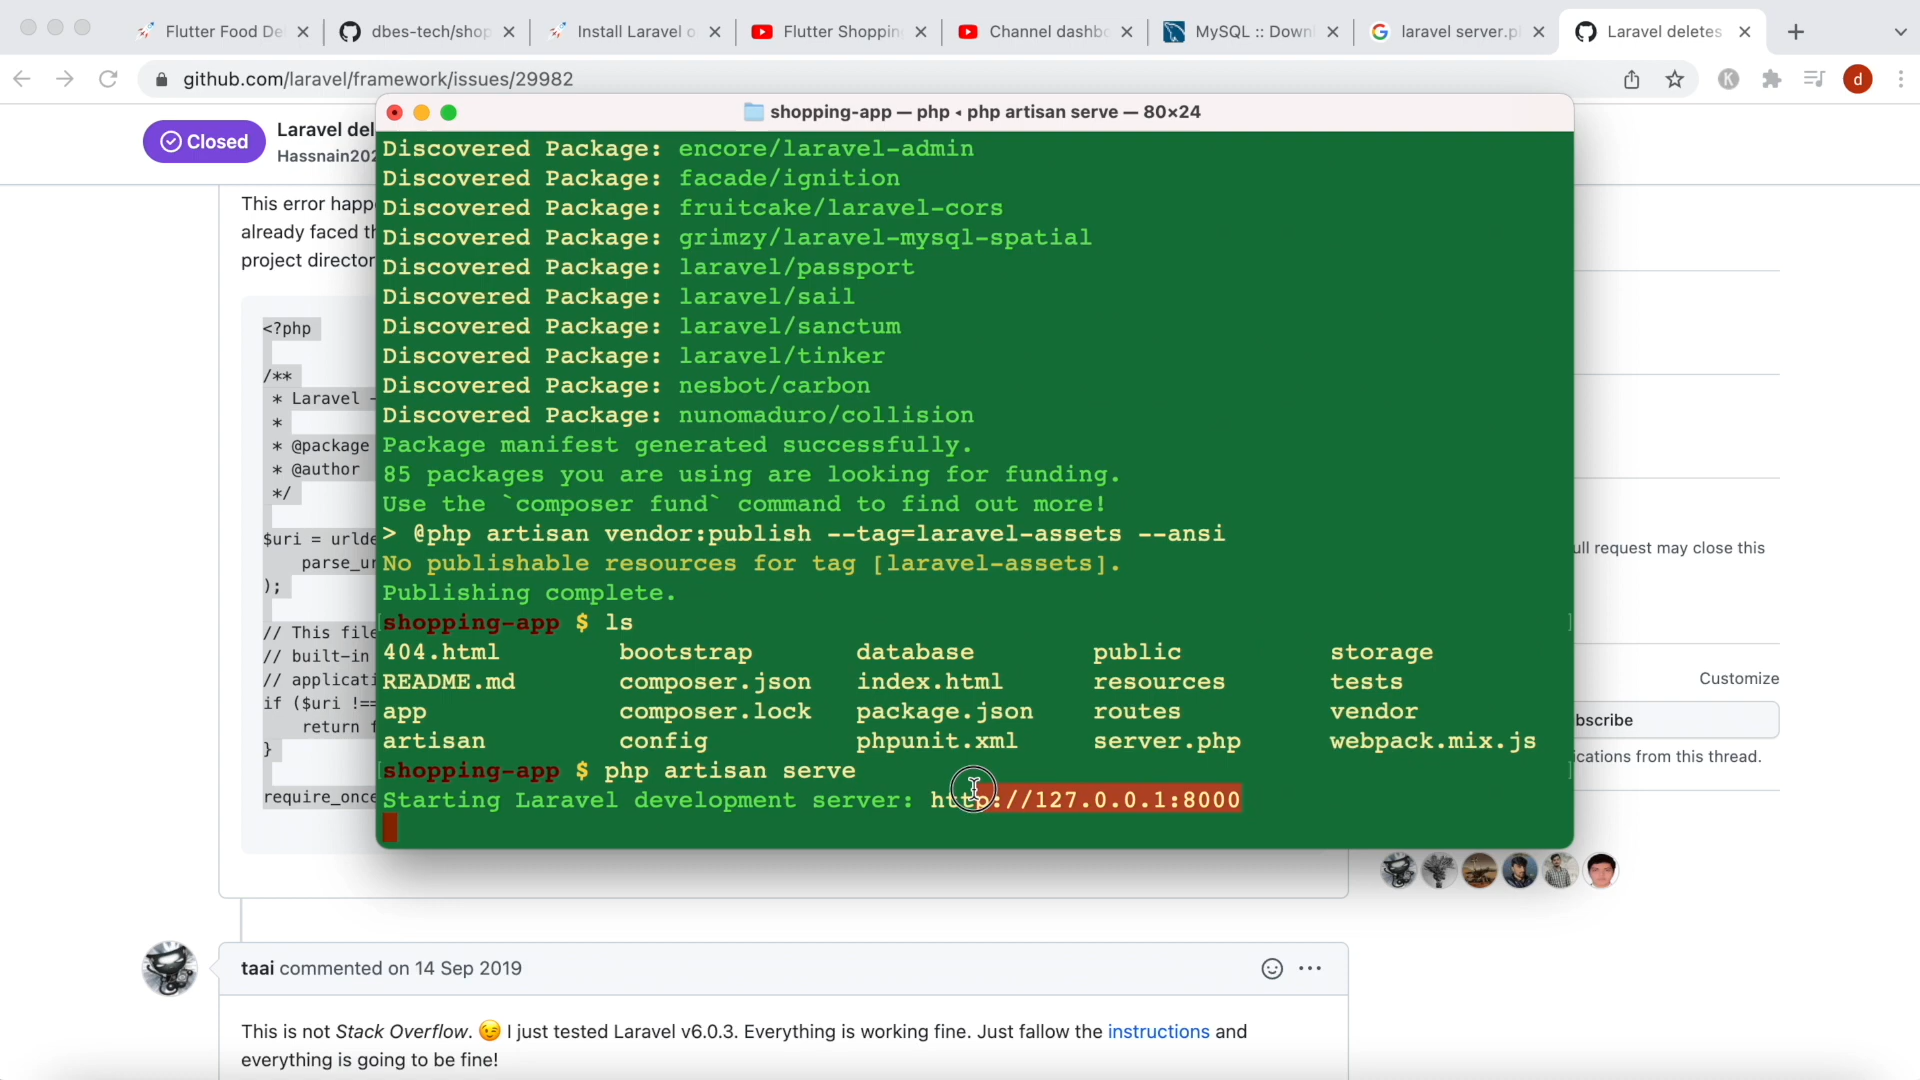 Flutter Food De
dbes-tech/shop
Install Laravel o
Flutter Shopping
Channel dashbo
MySQL :: Down
laravel server.p
Laravel deletes
github.com/laravel/framework/issues/29982
K
d
Closed
Laravel del
Hassnain202
shopping-app — php ◂ php artisan serve — 80×24
This error happ
already faced th
project director
<?php
/**
* Laravel -
*
* @package
* @author
*/
$uri = urlde
parse_ur
);
// This file
// built-in
// applicati
if ($uri !==
return f
}
require_once
Discovered Package: encore/laravel-admin
Discovered Package: facade/ignition
Discovered Package: fruitcake/laravel-cors
Discovered Package: grimzy/laravel-mysql-spatial
Discovered Package: laravel/passport
Discovered Package: laravel/sail
Discovered Package: laravel/sanctum
Discovered Package: laravel/tinker
Discovered Package: nesbot/carbon
Discovered Package: nunomaduro/collision
Package manifest generated successfully.
85 packages you are using are looking for funding.
Use the `composer fund` command to find out more!
> @php artisan vendor:publish --tag=laravel-assets --ansi
No publishable resources for tag [laravel-assets].
Publishing complete.
[shopping-app $ ls ]
404.html bootstrap database public storage
README.md composer.json index.html resources tests
app composer.lock package.json routes vendor
artisan config phpunit.xml server.php webpack.mix.js
[shopping-app $ php artisan serve ]
Starting Laravel development server: http://127.0.0.1:8000
ull request may close this
Customize
bscribe
ications from this thread.
taai commented on 14 Sep 2019
This is not Stack Overflow. 😉 I just tested Laravel v6.0.3. Everything is working fine. Just fallow the instructions and
everything is going to be fine!